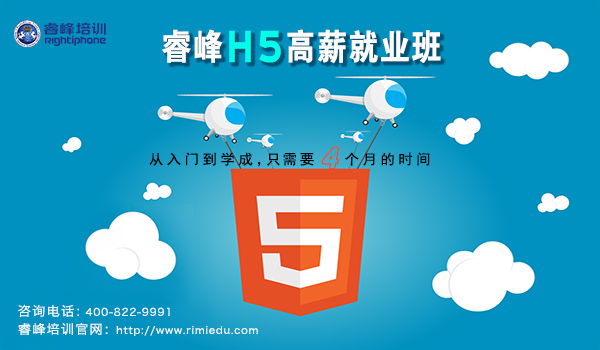 睿峰培训
Rightiphone
睿峰H5高薪就业班
从入门到学成,只需要 4 个月的时间
5
咨询电话: 400-822-9991
睿峰培训官网: http://www.rimiedu.com